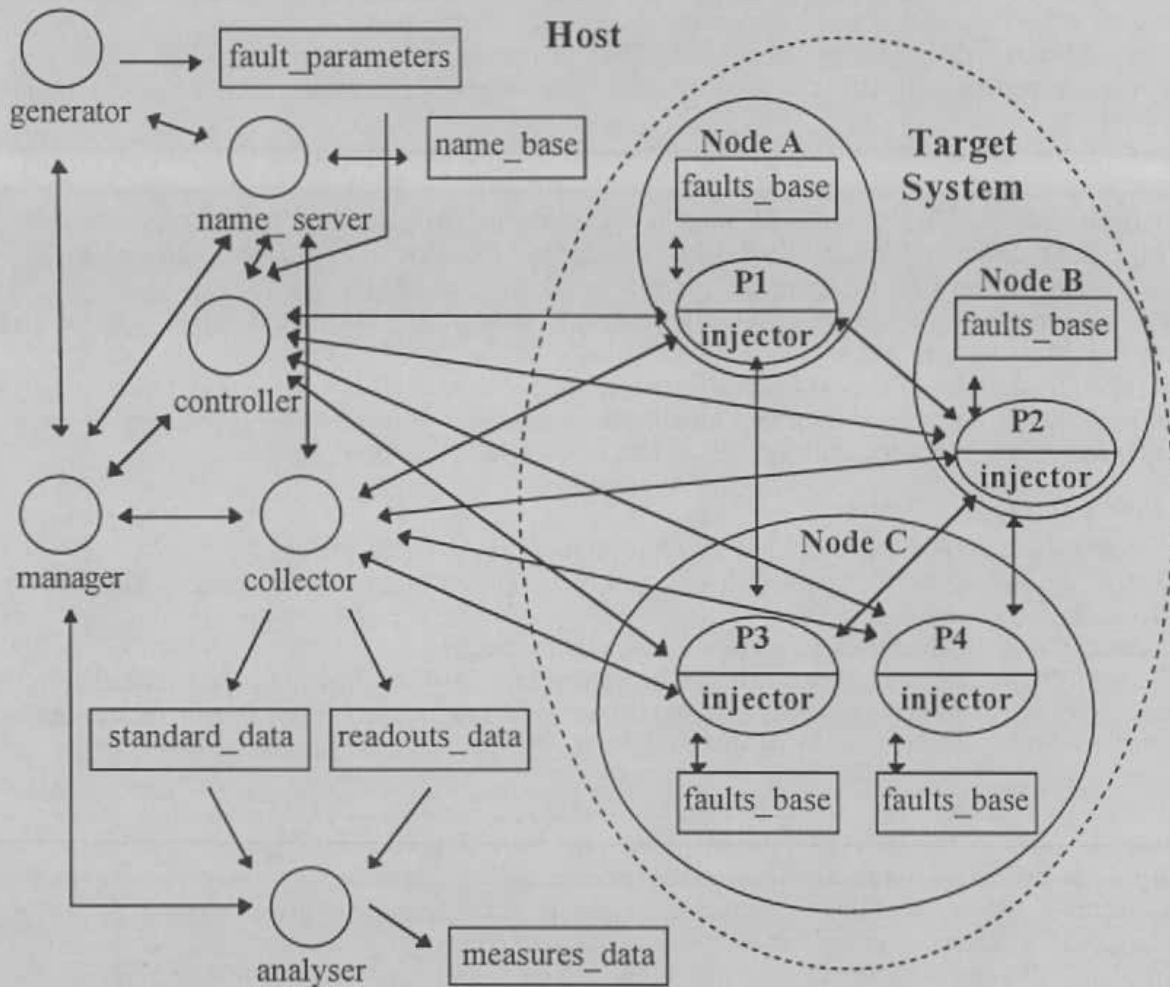 Host
fault_parameters
generator
name_base
name_server
controller
manager
collector
standard_data
readouts_data
analyser
measures_data
Target
System
Node A
faults_base
P1
injector
Node B
faults_base
P2
injector
Node C
P3
injector
P4
injector
faults_base
faults_base